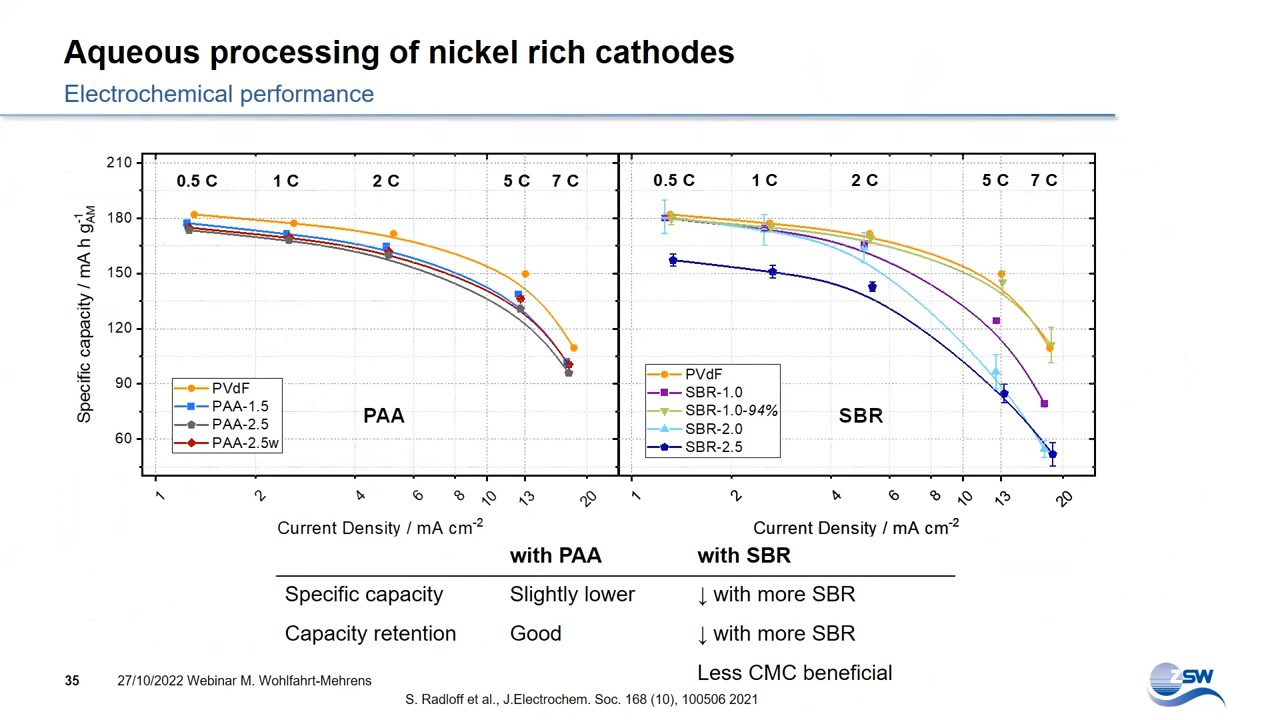 Aqueous processing of nickel rich cathodes
Electrochemical performance
210
180
150
120
90
60
Specific capacity / mA h g⁻¹AM
0.5 C 1 C 2 C 5 C 7 C
PVdF
PAA-1.5
PAA-2.5
PAA-2.5w
PAA
1 2 4 6 8 10 13 20
Current Density / mA cm⁻²
0.5 C 1 C 2 C 5 C 7 C
PVdF
SBR-1.0
SBR-1.0-94%
SBR-2.0
SBR-2.5
SBR
1 2 4 6 8 10 13 20
Current Density / mA cm⁻²
with PAA with SBR
Specific capacity Slightly lower ↓ with more SBR
Capacity retention Good ↓ with more SBR
Less CMC beneficial
35 27/10/2022 Webinar M. Wohlfahrt-Mehrens
S. Radloff et al., J.Electrochem. Soc. 168 (10), 100506 2021
ZSW